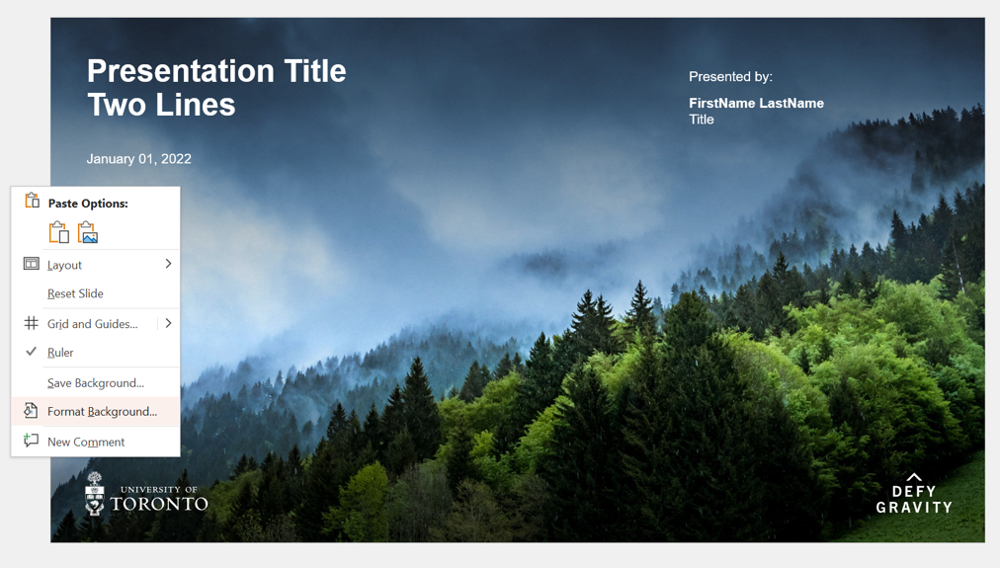 Presentation Title
Two Lines
January 01, 2022
Presented by:
FirstName LastName
Title
Paste Options:
Layout
Reset Slide
Grid and Guides...
Ruler
Save Background...
Format Background...
New Comment
UNIVERSITY OF
TORONTO
DEFY
GRAVITY